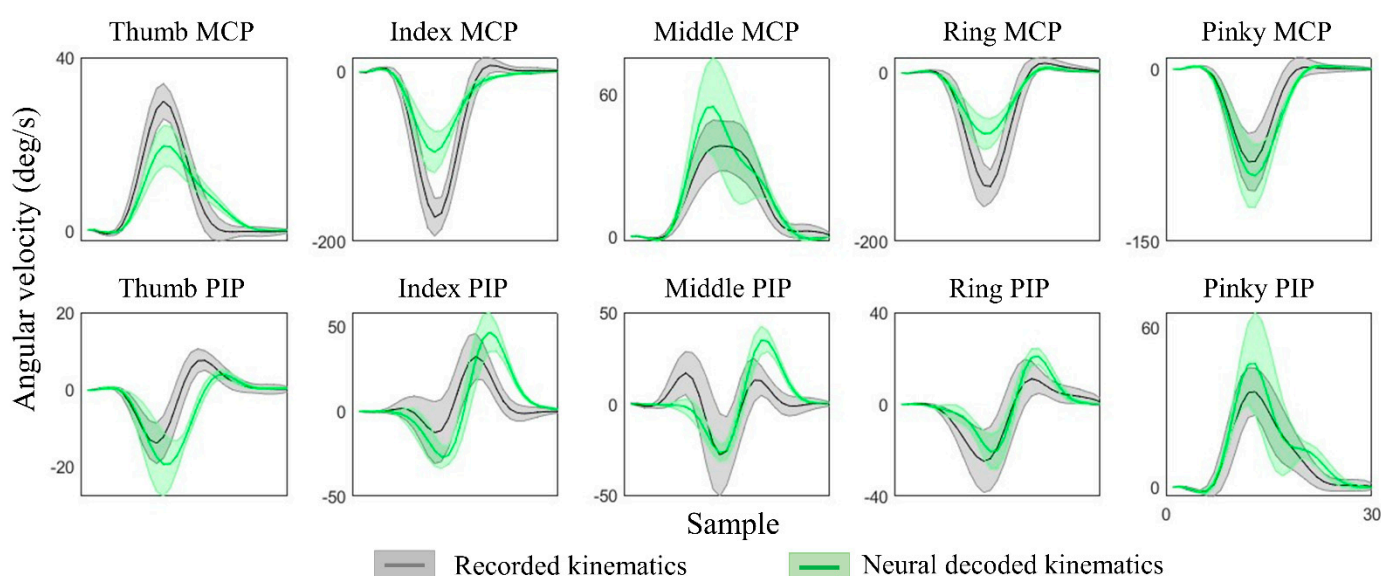 Thumb MCP Index MCP Middle MCP Ring MCP Pinky MCP
40 0 60 0 0
0 -200 0 -200 -150
Angular velocity (deg/s)
Thumb PIP Index PIP Middle PIP Ring PIP Pinky PIP
20 50 50 40 60
0 0 0 0
-20 -50 -50 -40 0
0 30
Sample
Recorded kinematics Neural decoded kinematics